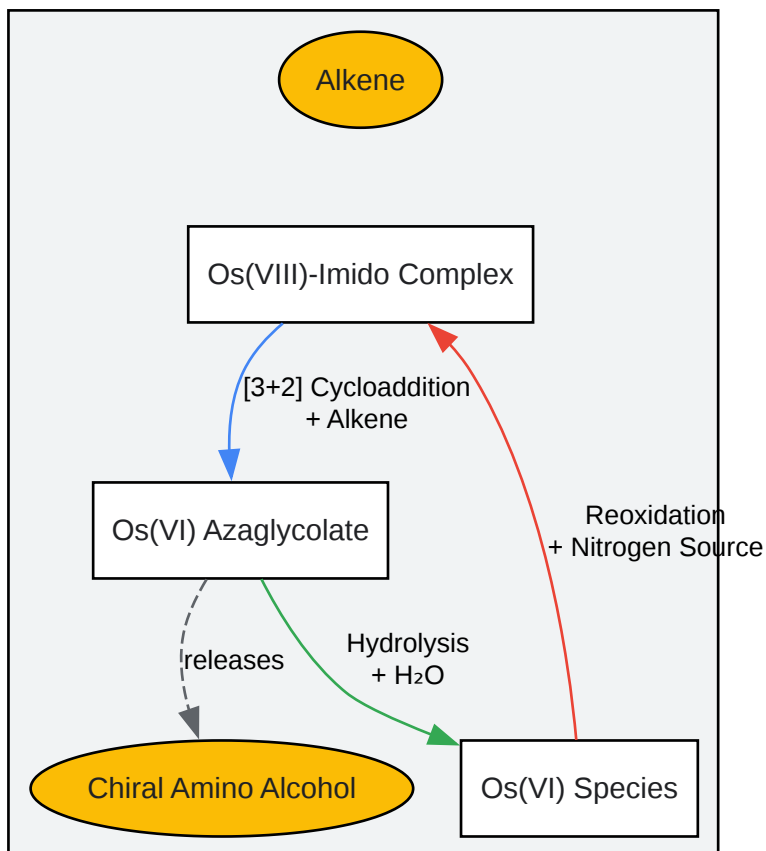 Alkene
Os(VIII)-Imido Complex
[3+2] Cycloaddition
+ Alkene
Reoxidation
+ Nitrogen Source
Os(VI) Azaglycolate
releases
Hydrolysis
+ H₂O
Chiral Amino Alcohol
Os(VI) Species